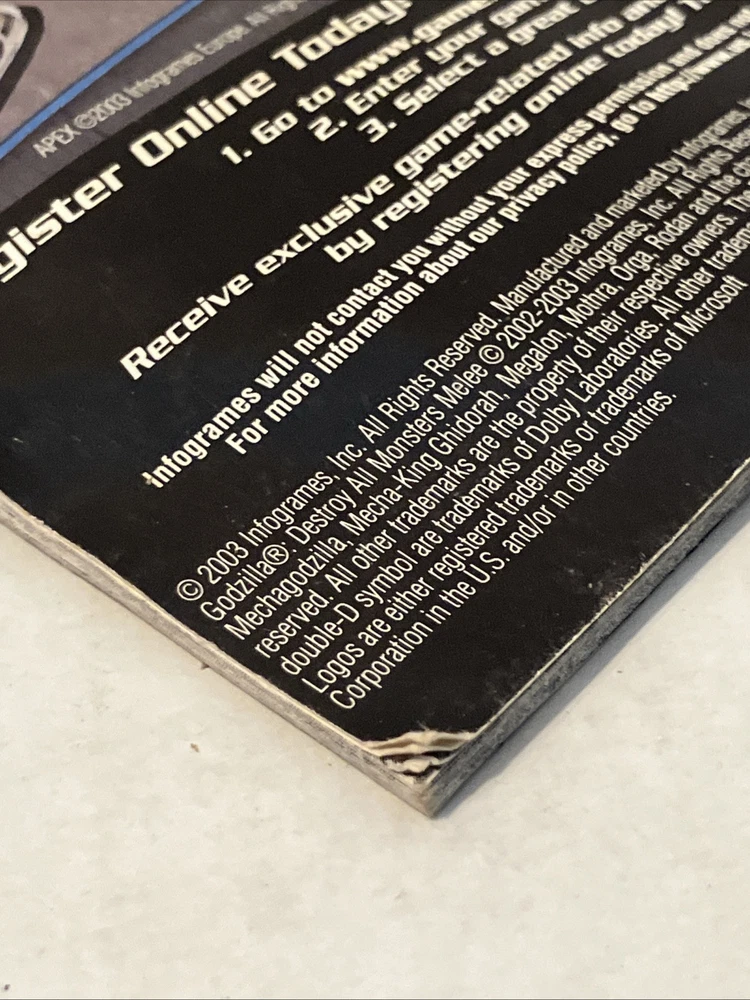 APEX ©2003 Infogrames Europe. All Rights
gister Online Today!
1. Go to www.game
2. Enter your gam
3. Select a great
Receive exclusive game-related info an
by registering online today!
Infogrames will not contact you without your express permission
For more information about our privacy policy, go to http://www.
© 2003 Infogrames, Inc. All Rights Reserved. Manufactured and marketed by Infogrames,
Godzilla®: Destroy All Monsters Melee © 2002-2003 Infogrames, Inc. All Rights
Mechagodzilla, Mecha-King Ghidorah, Megalon, Mothra, Orga, Rodan and the
reserved. All other trademarks are the property of their respective owners. The
double-D symbol are trademarks of Dolby Laboratories. All other
Logos are either registered trademarks or trademarks of Microsoft
Corporation in the U.S. and/or in other countries.